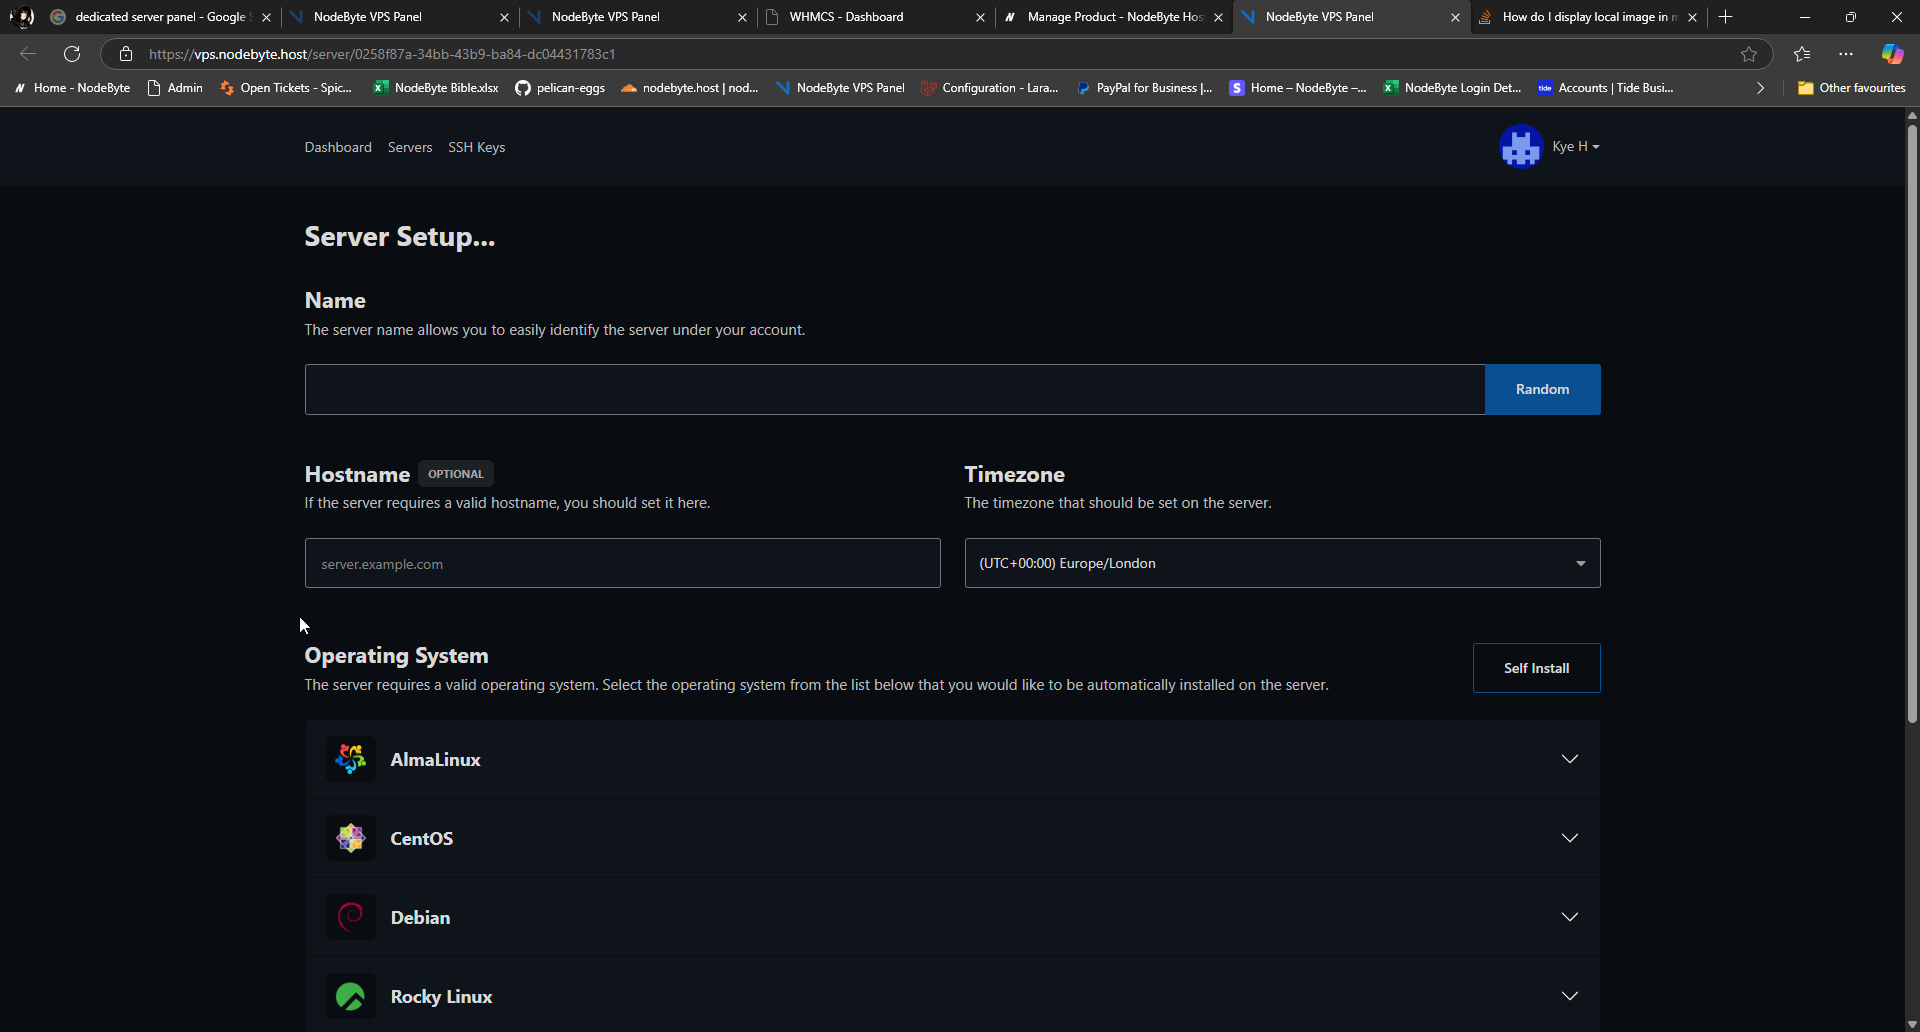 dedicated server panel - Google
NodeByte VPS Panel
NodeByte VPS Panel
WHMCS - Dashboard
Manage Product - NodeByte Hos
NodeByte VPS Panel
How do I display local image in
https://vps.nodebyte.host/server/0258f87a-34bb-43b9-ba84-dc04431783c1
Home - NodeByte
Admin
Open Tickets - Spic...
NodeByte Bible.xlsx
pelican-eggs
nodebyte.host | nod...
NodeByte VPS Panel
Configuration - Lara...
PayPal for Business |...
S
Home – NodeByte –...
NodeByte Login Det...
tide
Accounts | Tide Busi...
Other favourites
Dashboard
Servers
SSH Keys
Kye H
Server Setup...
Name
The server name allows you to easily identify the server under your account.
Random
Hostname OPTIONAL
If the server requires a valid hostname, you should set it here.
server.example.com
Timezone
The timezone that should be set on the server.
(UTC+00:00) Europe/London
Operating System
The server requires a valid operating system. Select the operating system from the list below that you would like to be automatically installed on the server.
Self Install
AlmaLinux
CentOS
Debian
Rocky Linux